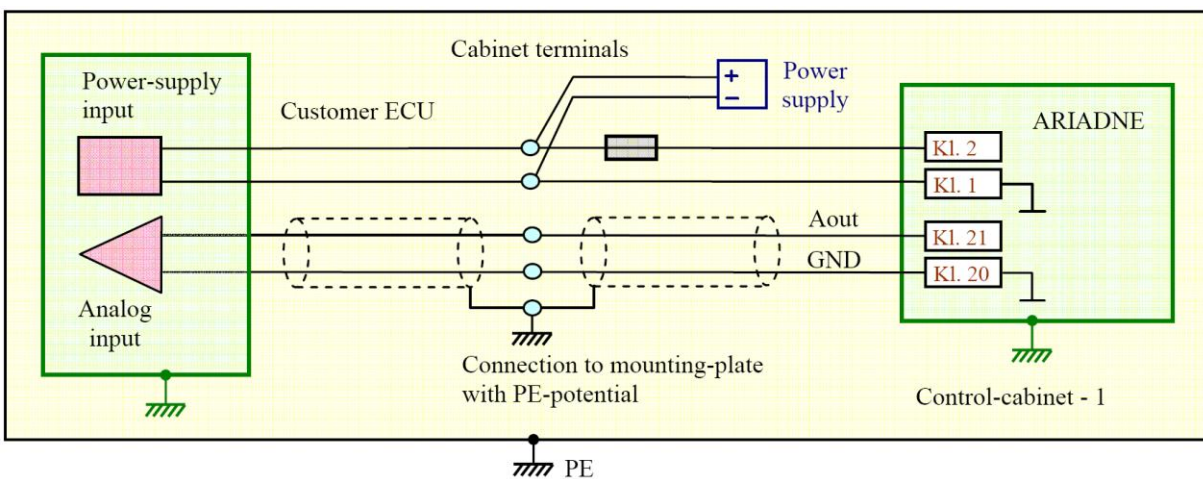 Cabinet terminals
Power-supply
input
Customer ECU
+
−
Power
supply
ARIADNE
Kl. 2
Kl. 1
Aout
Kl. 21
GND
Kl. 20
Analog
input
Connection to mounting-plate
with PE-potential
Control-cabinet - 1
PE